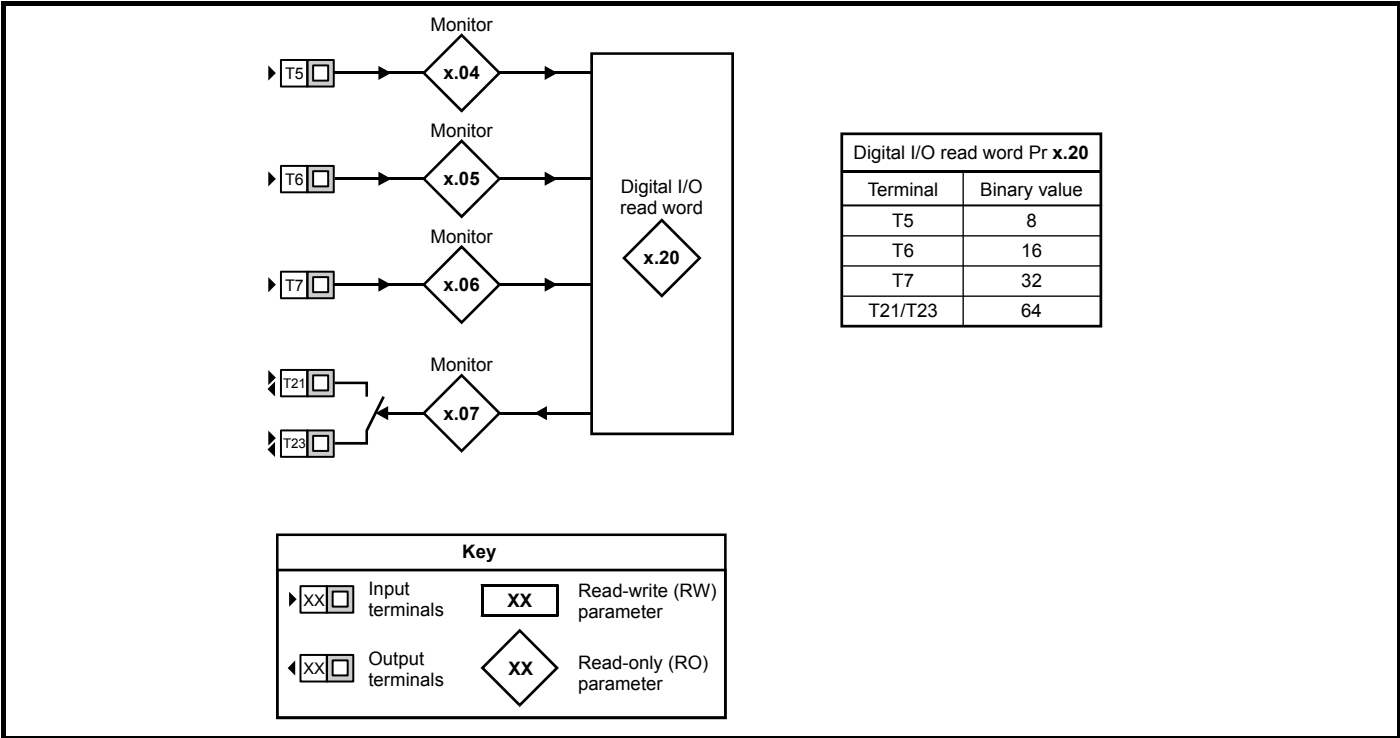 Monitor
T5
x.04
Monitor
T6
x.05
Monitor
T7
x.06
Monitor
T21
x.07
T23
Digital I/O
read word
x.20
Digital I/O read word Pr x.20
Terminal Binary value
T5 8
T6 16
T7 32
T21/T23 64
Key
XX Input
terminals
XX Read-write (RW)
parameter
XX Output
terminals
XX Read-only (RO)
parameter